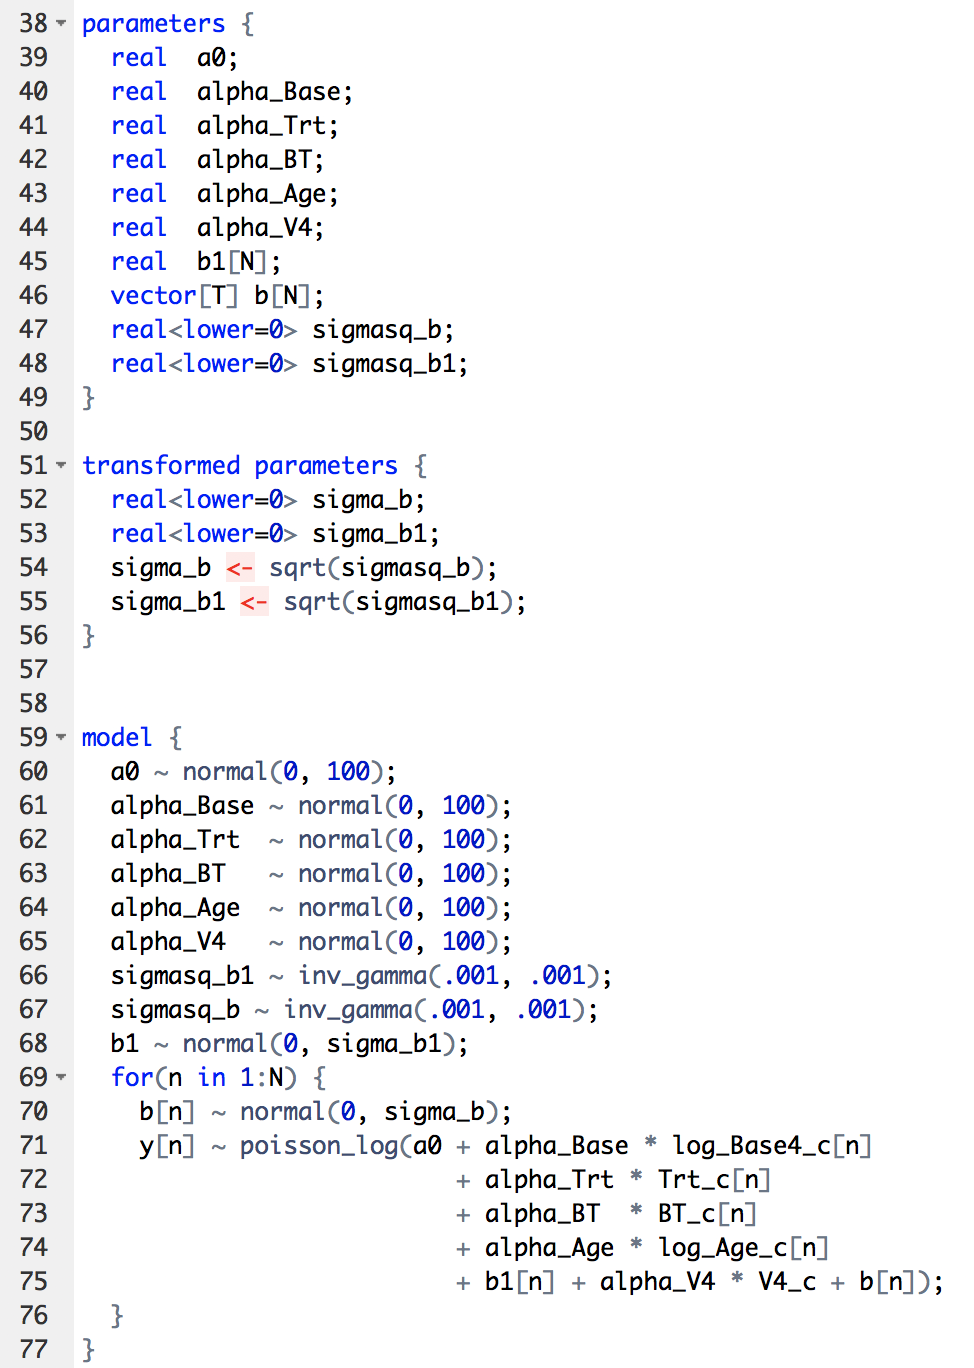 38 parameters {
39   real  a0;
40   real  alpha_Base;
41   real  alpha_Trt;
42   real  alpha_BT;
43   real  alpha_Age;
44   real  alpha_V4;
45   real  b1[N];
46   vector[T] b[N];
47   real<lower=0> sigmasq_b;
48   real<lower=0> sigmasq_b1;
49 }
50
51 transformed parameters {
52   real<lower=0> sigma_b;
53   real<lower=0> sigma_b1;
54   sigma_b <- sqrt(sigmasq_b);
55   sigma_b1 <- sqrt(sigmasq_b1);
56 }
57
58
59 model {
60   a0 ~ normal(0, 100);
61   alpha_Base ~ normal(0, 100);
62   alpha_Trt  ~ normal(0, 100);
63   alpha_BT   ~ normal(0, 100);
64   alpha_Age  ~ normal(0, 100);
65   alpha_V4   ~ normal(0, 100);
66   sigmasq_b1 ~ inv_gamma(.001, .001);
67   sigmasq_b ~ inv_gamma(.001, .001);
68   b1 ~ normal(0, sigma_b1);
69   for(n in 1:N) {
70     b[n] ~ normal(0, sigma_b);
71     y[n] ~ poisson_log(a0 + alpha_Base * log_Base4_c[n]
72                           + alpha_Trt * Trt_c[n]
73                           + alpha_BT  * BT_c[n]
74                           + alpha_Age * log_Age_c[n]
75                           + b1[n] + alpha_V4 * V4_c + b[n]);
76   }
77 }